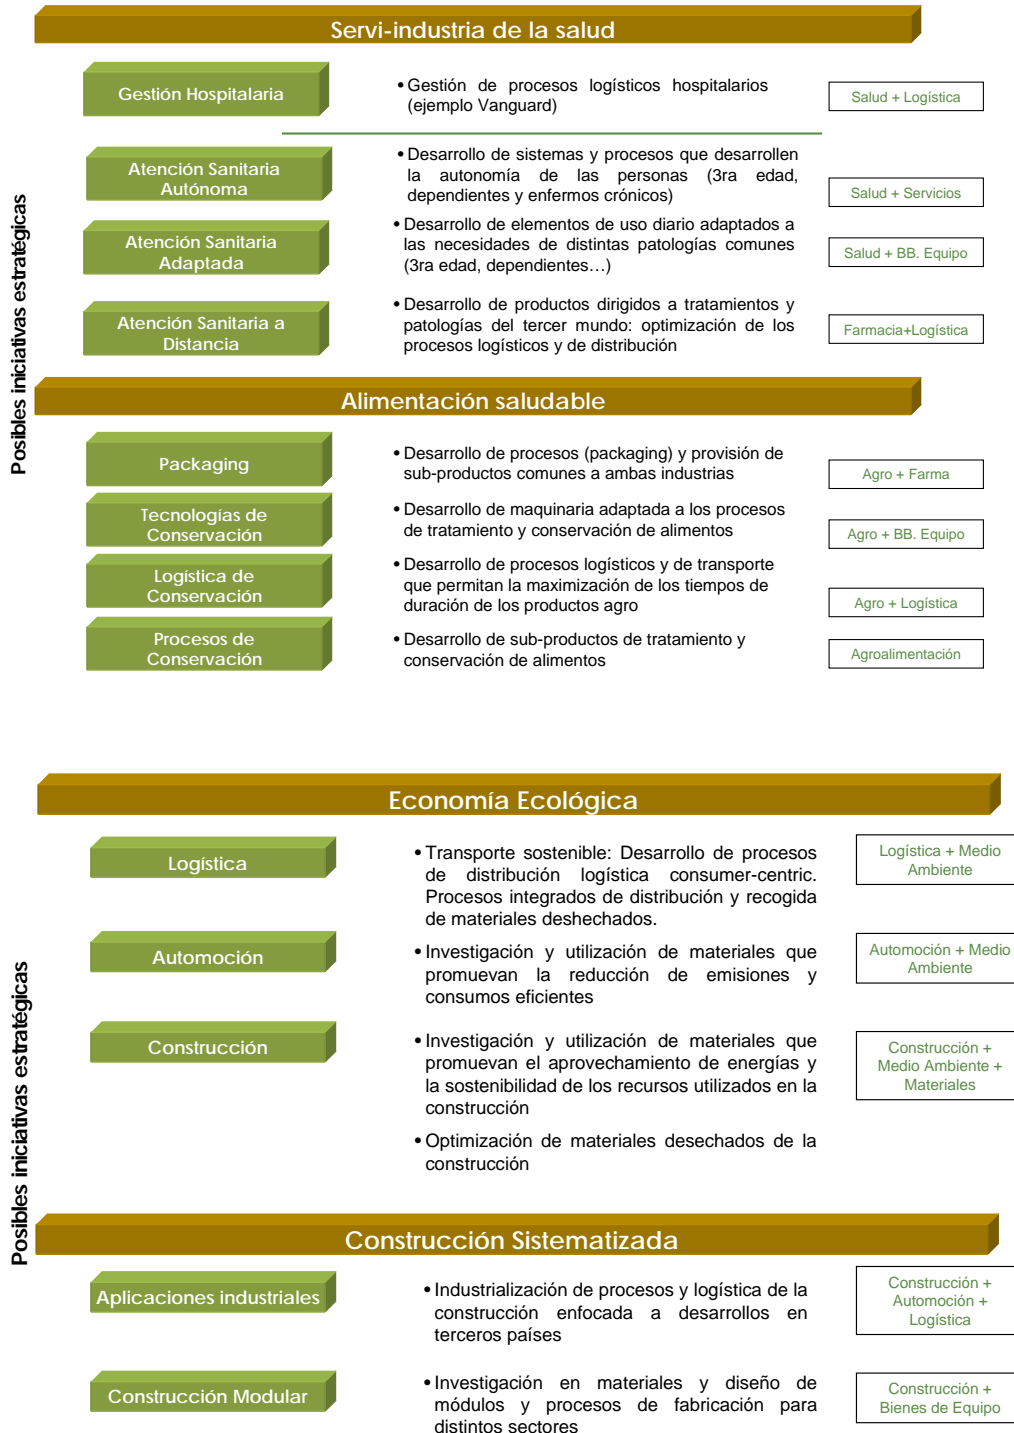 Posibles iniciativas estratégicas
Servi-industria de la salud
Gestión Hospitalaria
• Gestión de procesos logísticos hospitalarios
(ejemplo Vanguard)
Salud + Logística
Atención Sanitaria
Autónoma
• Desarrollo de sistemas y procesos que desarrollen
la autonomía de las personas (3ra edad,
dependientes y enfermos crónicos)
Salud + Servicios
Atención Sanitaria
Adaptada
• Desarrollo de elementos de uso diario adaptados a
las necesidades de distintas patologías comunes
(3ra edad, dependientes…)
Salud + BB. Equipo
Atención Sanitaria a
Distancia
• Desarrollo de productos dirigidos a tratamientos y
patologías del tercer mundo: optimización de los
procesos logísticos y de distribución
Farmacia+Logística
Alimentación saludable
Packaging
• Desarrollo de procesos (packaging) y provisión de
sub-productos comunes a ambas industrias
Agro + Farma
Tecnologías de
Conservación
• Desarrollo de maquinaria adaptada a los procesos
de tratamiento y conservación de alimentos
Agro + BB. Equipo
Logística de
Conservación
• Desarrollo de procesos logísticos y de transporte
que permitan la maximización de los tiempos de
duración de los productos agro
Agro + Logística
Procesos de
Conservación
• Desarrollo de sub-productos de tratamiento y
conservación de alimentos
Agroalimentación
Posibles iniciativas estratégicas
Economía Ecológica
Logística
• Transporte sostenible: Desarrollo de procesos
de distribución logística consumer-centric.
Procesos integrados de distribución y recogida
de materiales deshechados.
Logística + Medio
Ambiente
Automoción
• Investigación y utilización de materiales que
promuevan la reducción de emisiones y
consumos eficientes
Automoción + Medio
Ambiente
Construcción
• Investigación y utilización de materiales que
promuevan el aprovechamiento de energías y
la sostenibilidad de los recursos utilizados en la
construcción
• Optimización de materiales desechados de la
construcción
Construcción +
Medio Ambiente +
Materiales
Construcción Sistematizada
Aplicaciones industriales
• Industrialización de procesos y logística de la
construcción enfocada a desarrollos en
terceros países
Construcción +
Automoción +
Logística
Construcción Modular
• Investigación en materiales y diseño de
módulos y procesos de fabricación para
distintos sectores
Construcción +
Bienes de Equipo